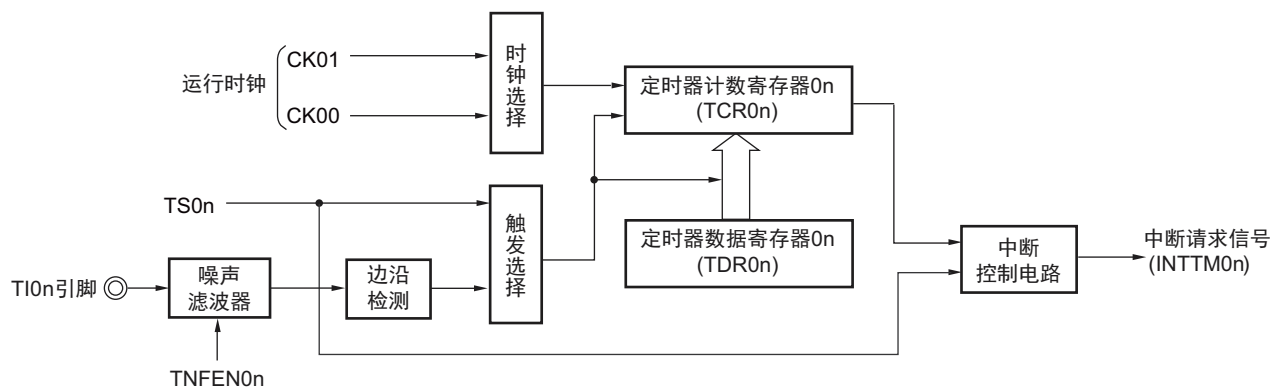 运行时钟
CK01
CK00
时钟选择
定时器计数寄存器0n
(TCR0n)
TS0n
触发选择
定时器数据寄存器0n
(TDR0n)
中断
控制电路
中断请求信号
(INTTM0n)
TI0n引脚
噪声
滤波器
边沿
检测
TNFEN0n